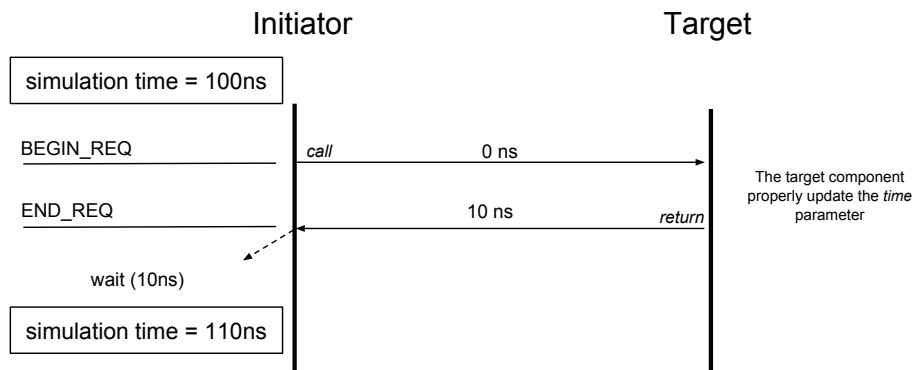 Initiator
Target
simulation time = 100ns
BEGIN_REQ
call
0 ns
The target component
properly update the time
parameter
END_REQ
10 ns
return
wait (10ns)
simulation time = 110ns